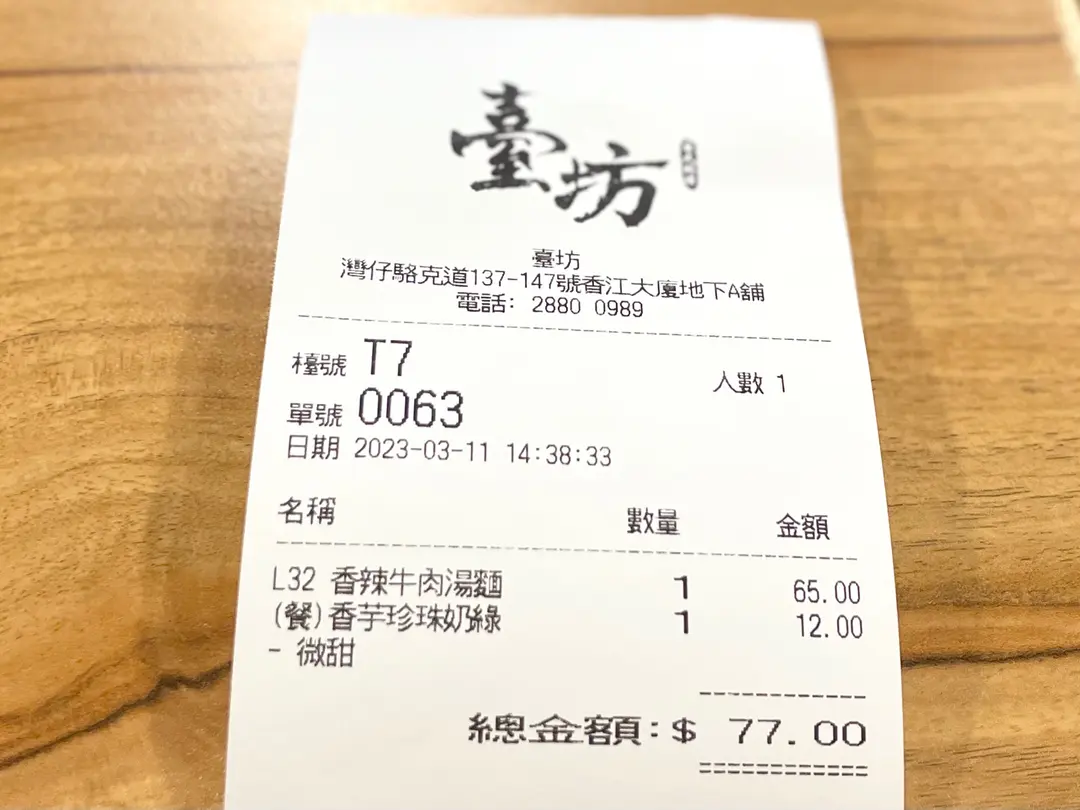 臺坊
臺坊
灣仔駱克道137-147號香江大廈地下A舖
電話: 2880 0989
檯號 T7 人數 1
單號 0063
日期 2023-03-11 14:38:33
名稱 數量 金額
L32 香辣牛肉湯麵 1 65.00
(餐)香芋珍珠奶綠 1 12.00
- 微甜
總金額:$ 77.00